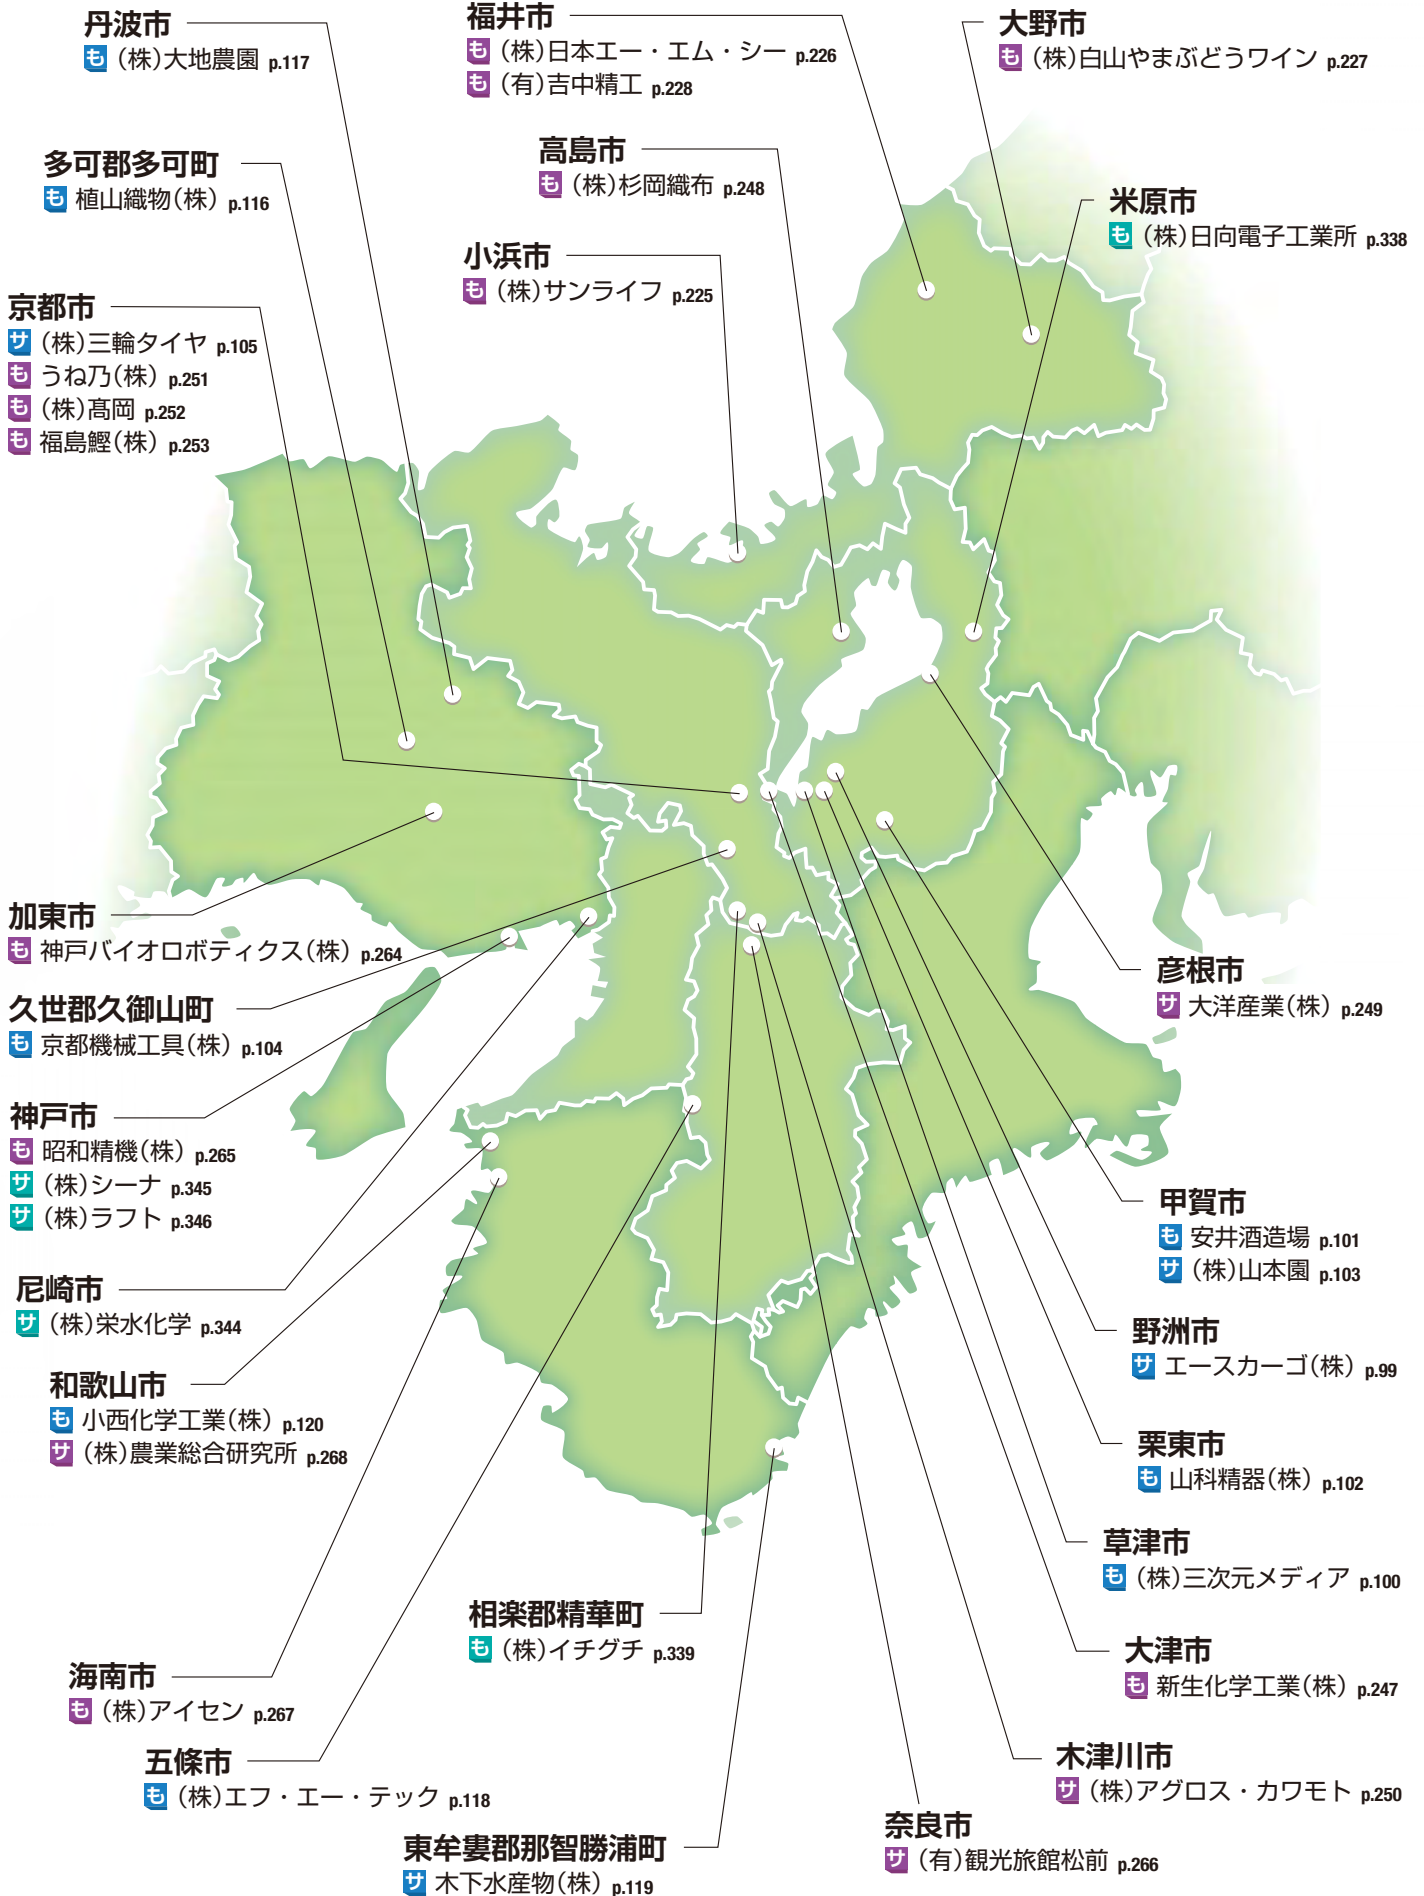 丹波市
も (株)大地農園 p.117
福井市
も (株)日本エー・エム・シー p.226
も (有)吉中精工 p.228
大野市
も (株)白山やまぶどうワイン p.227
多可郡多可町
も 植山織物(株) p.116
高島市
も (株)杉岡織布 p.248
米原市
も (株)日向電子工業所 p.338
小浜市
も (株)サンライフ p.225
京都市
サ (株)三輪タイヤ p.105
も うね乃(株) p.251
も (株)髙岡 p.252
も 福島鰹(株) p.253
加東市
も 神戸バイオロボティクス(株) p.264
久世郡久御山町
も 京都機械工具(株) p.104
神戸市
も 昭和精機(株) p.265
サ (株)シーナ p.345
サ (株)ラフト p.346
尼崎市
サ (株)栄水化学 p.344
和歌山市
も 小西化学工業(株) p.120
サ (株)農業総合研究所 p.268
海南市
も (株)アイセン p.267
五條市
も (株)エフ・エー・テック p.118
東牟婁郡那智勝浦町
サ 木下水産物(株) p.119
相楽郡精華町
も (株)イチグチ p.339
彦根市
サ 大洋産業(株) p.249
甲賀市
も 安井酒造場 p.101
サ (株)山本園 p.103
野洲市
サ エースカーゴ(株) p.99
栗東市
も 山科精器(株) p.102
草津市
も (株)三次元メディア p.100
大津市
も 新生化学工業(株) p.247
木津川市
サ (株)アグロス・カワモト p.250
奈良市
サ (有)観光旅館松前 p.266